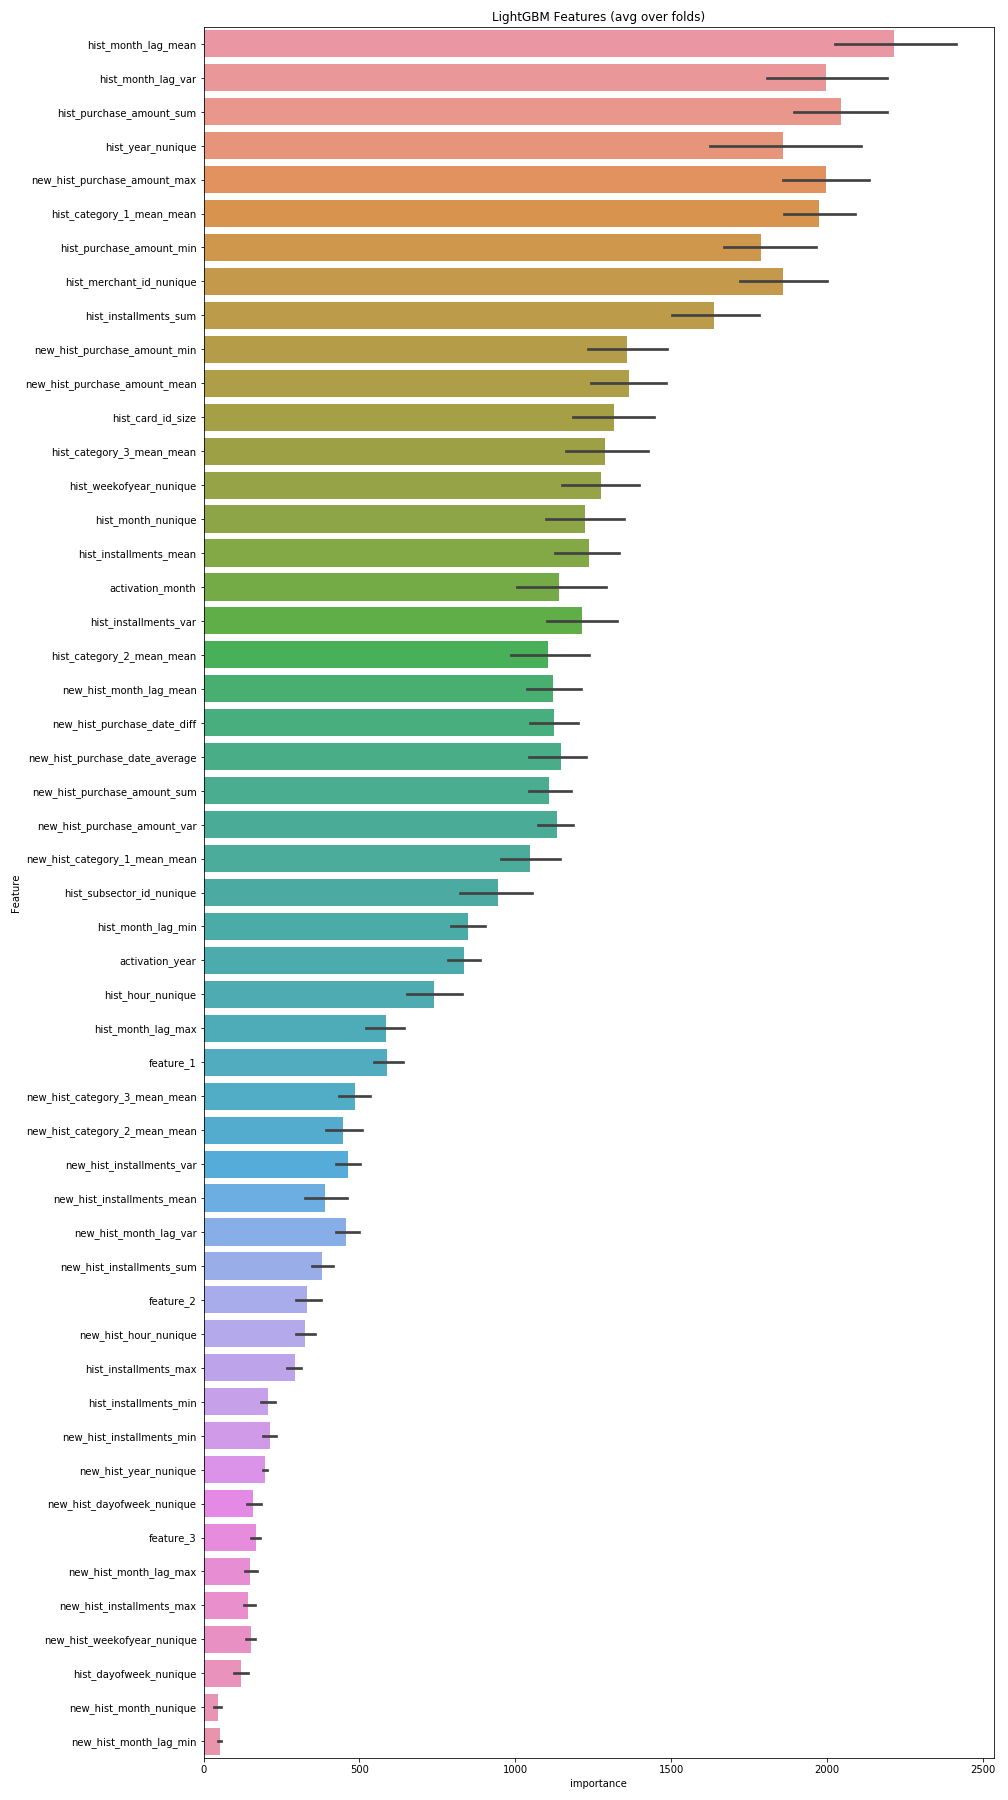 LightGBM Features (avg over folds)
hist_month_lag_mean
hist_month_lag_var
hist_purchase_amount_sum
hist_year_nunique
new_hist_purchase_amount_max
hist_category_1_mean_mean
hist_purchase_amount_min
hist_merchant_id_nunique
hist_installments_sum
new_hist_purchase_amount_min
new_hist_purchase_amount_mean
hist_card_id_size
hist_category_3_mean_mean
hist_weekofyear_nunique
hist_month_nunique
hist_installments_mean
activation_month
hist_installments_var
hist_category_2_mean_mean
new_hist_month_lag_mean
new_hist_purchase_date_diff
new_hist_purchase_date_average
new_hist_purchase_amount_sum
new_hist_purchase_amount_var
new_hist_category_1_mean_mean
hist_subsector_id_nunique
hist_month_lag_min
activation_year
hist_hour_nunique
hist_month_lag_max
feature_1
new_hist_category_3_mean_mean
new_hist_category_2_mean_mean
new_hist_installments_var
new_hist_installments_mean
new_hist_month_lag_var
new_hist_installments_sum
feature_2
new_hist_hour_nunique
hist_installments_max
hist_installments_min
new_hist_installments_min
new_hist_year_nunique
new_hist_dayofweek_nunique
feature_3
new_hist_month_lag_max
new_hist_installments_max
new_hist_weekofyear_nunique
hist_dayofweek_nunique
new_hist_month_nunique
new_hist_month_lag_min
Feature
0 500 1000 1500 2000 2500
importance